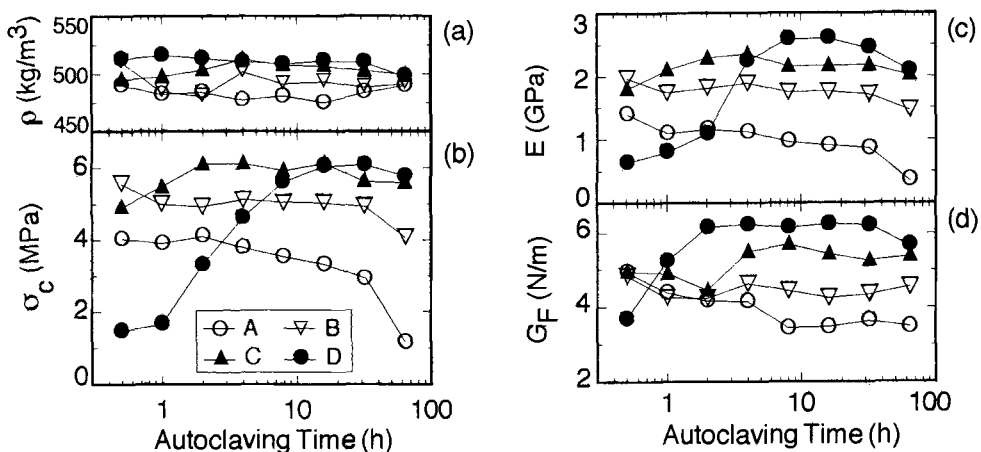 (a)
550
500
450
ρ (kg/m³)
(b)
6
4
2
0
σc (MPa)
A
B
C
D
1
10
100
Autoclaving Time (h)
(c)
3
2
1
0
E (GPa)
(d)
6
4
2
GF (N/m)
1
10
100
Autoclaving Time (h)